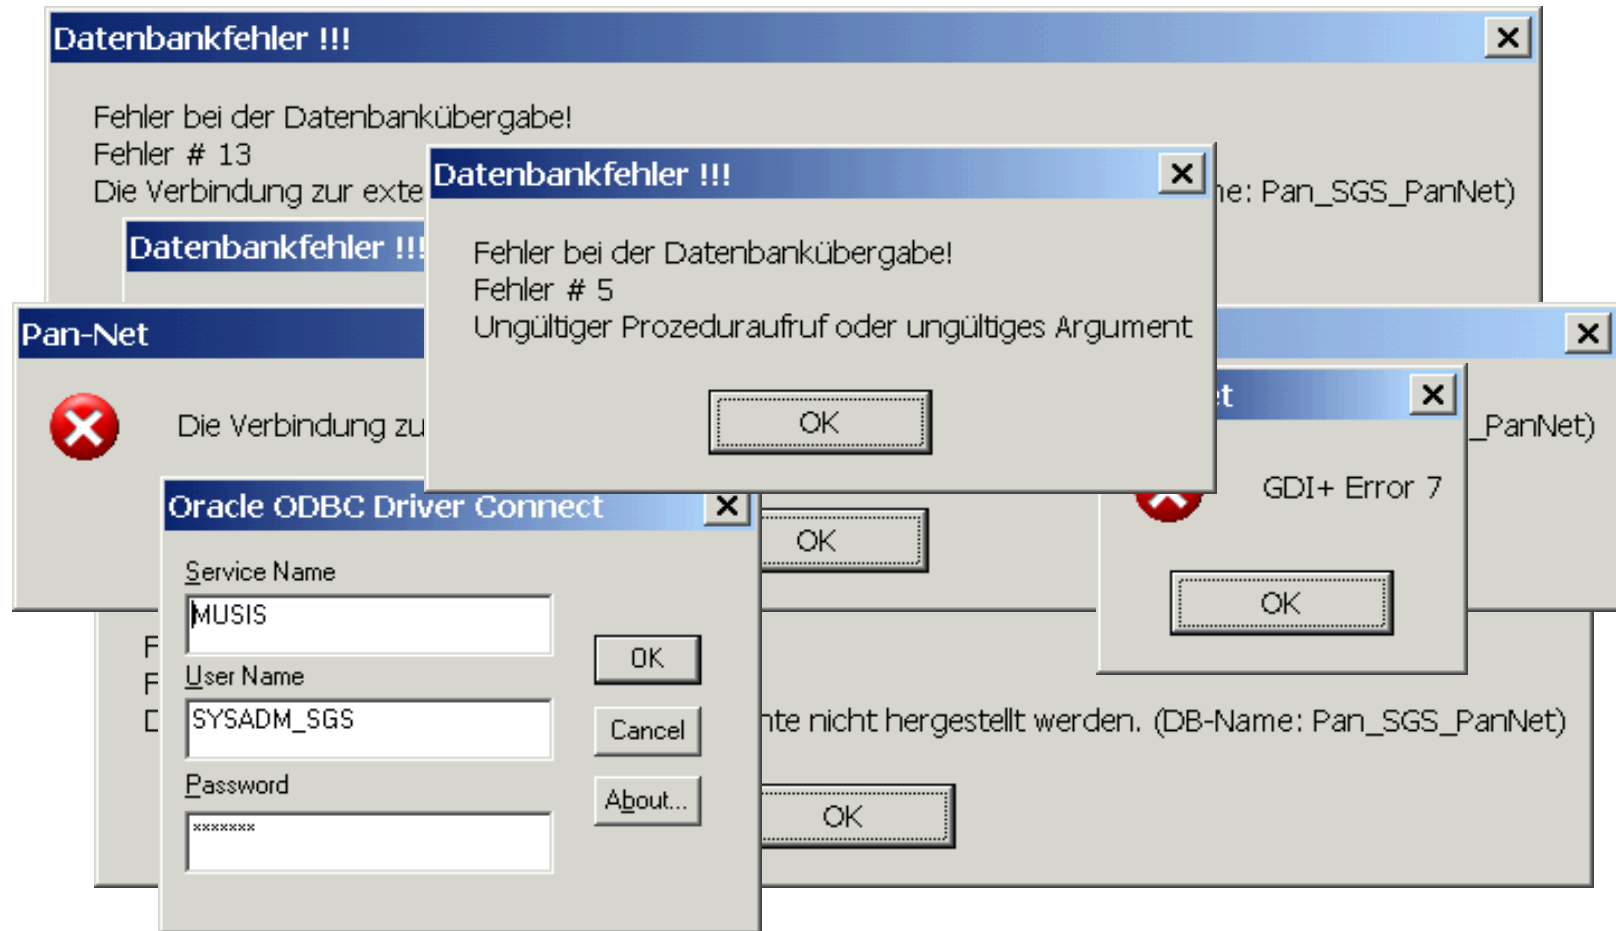 Datenbankfehler !!!
Fehler bei der Datenbankübergabe!
Fehler # 13
Die Verbindung zur
me: Pan_SGS_PanNet)
Datenbankfehler !!!
Datenbankfehler !!!
Fehler bei der Datenbankübergabe!
Fehler # 5
Ungültiger Prozeduraufruf oder ungültiges Argument
OK
Pan-Net
Die Verbindung zu
_PanNet)
OK
GDI+ Error 7
OK
Oracle ODBC Driver Connect
Service Name
MUSIS
User Name
SYSADM_SGS
Password
*******
OK
Cancel
About...
nicht hergestellt werden. (DB-Name: Pan_SGS_PanNet)
OK